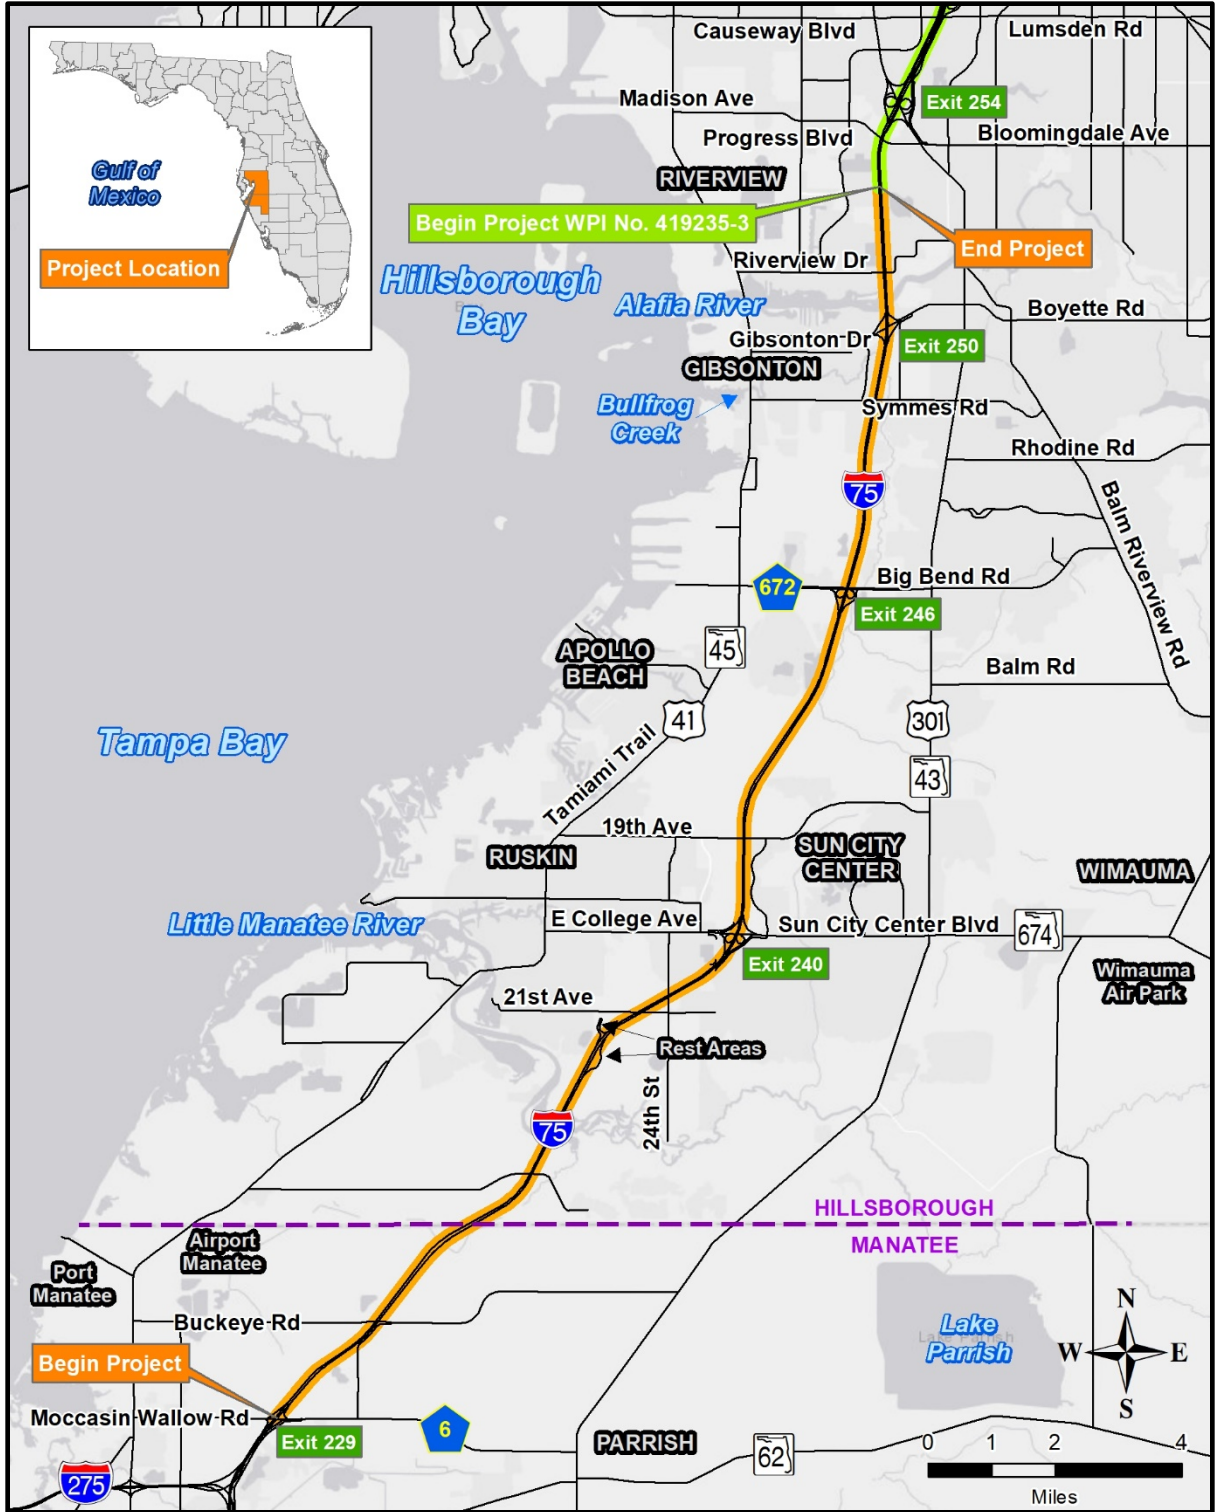 Causeway Blvd
Lumsden Rd
Madison Ave
Exit 254
Progress Blvd
Bloomingdale Ave
Gulf of
Mexico
RIVERVIEW
Begin Project WPI No. 419235-3
End Project
Project Location
Riverview Dr
Hillsborough
Bay
Alafia River
Boyette Rd
Gibsonton Dr
Exit 250
GIBSONTON
Bullfrog
Creek
Symmes Rd
Rhodine Rd
75
Balm Riverview Rd
672
Big Bend Rd
Exit 246
45
APOLLO
BEACH
Balm Rd
41
301
Tampa Bay
Tamiami Trail
43
19th Ave
RUSKIN
SUN CITY
CENTER
WIMAUMA
Little Manatee River
E College Ave
Sun City Center Blvd
674
Exit 240
Wimauma
Air Park
21st Ave
Rest Areas
24th St
75
HILLSBOROUGH
MANATEE
Airport
Manatee
Port
Manatee
Buckeye Rd
Lake
Parrish
Lake Parrish
N
W
E
S
Begin Project
Moccasin Wallow Rd
Exit 229
6
PARRISH
62
275
0
1
2
4
Miles